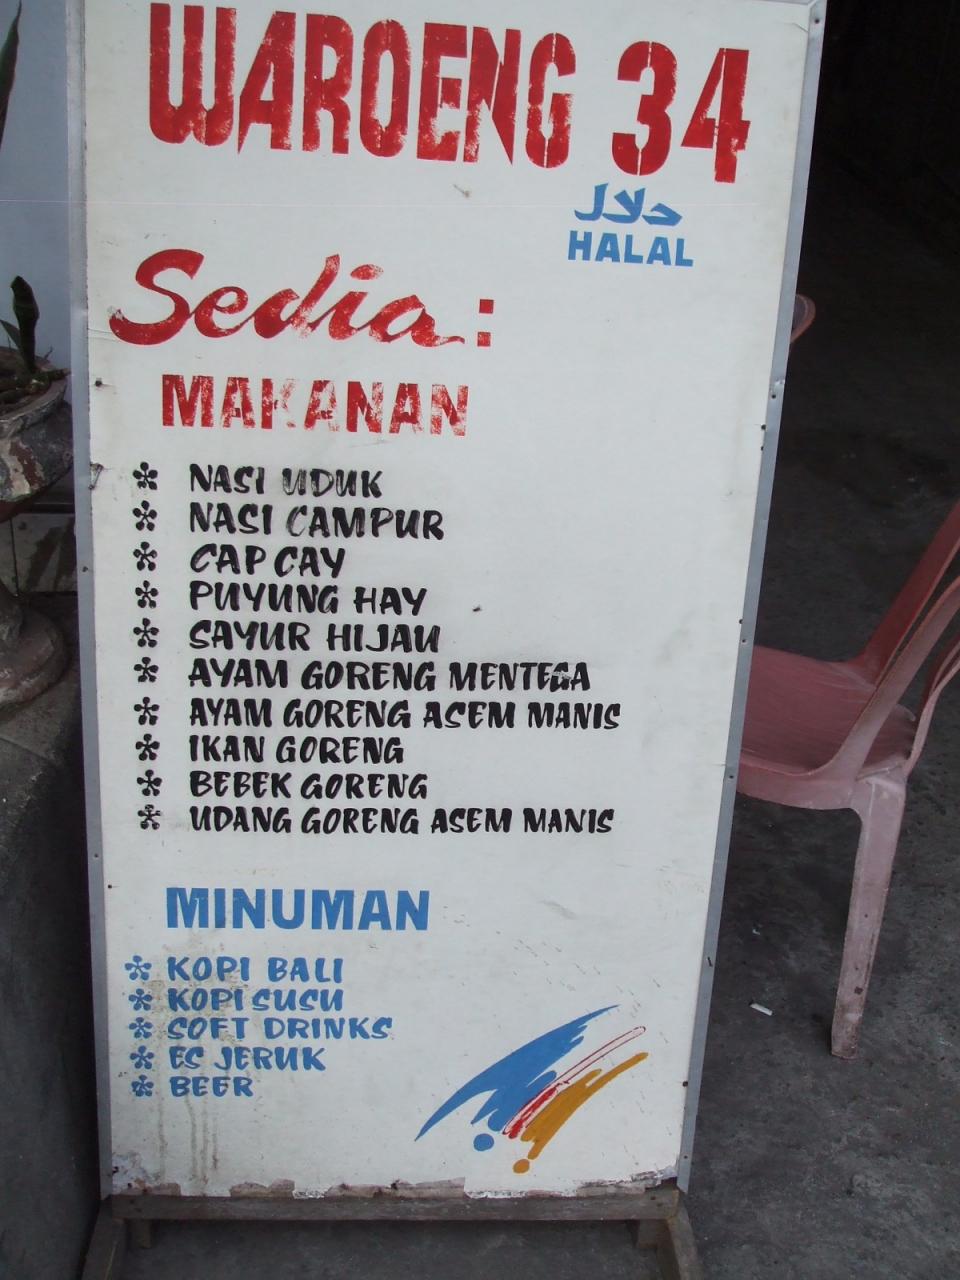 WAROENG 34
حلال
HALAL
Sedia:
MAKANAN
NASI UDUK
NASI CAMPUR
CAP CAY
PUYUNG HAY
SAYUR HIJAU
AYAM GORENG MENTEGA
AYAM GORENG ASEM MANIS
IKAN GORENG
BEBEK GORENG
UDANG GORENG ASEM MANIS
MINUMAN
KOPI BALI
KOPI SUSU
SOFT DRINKS
ES JERUK
BEER